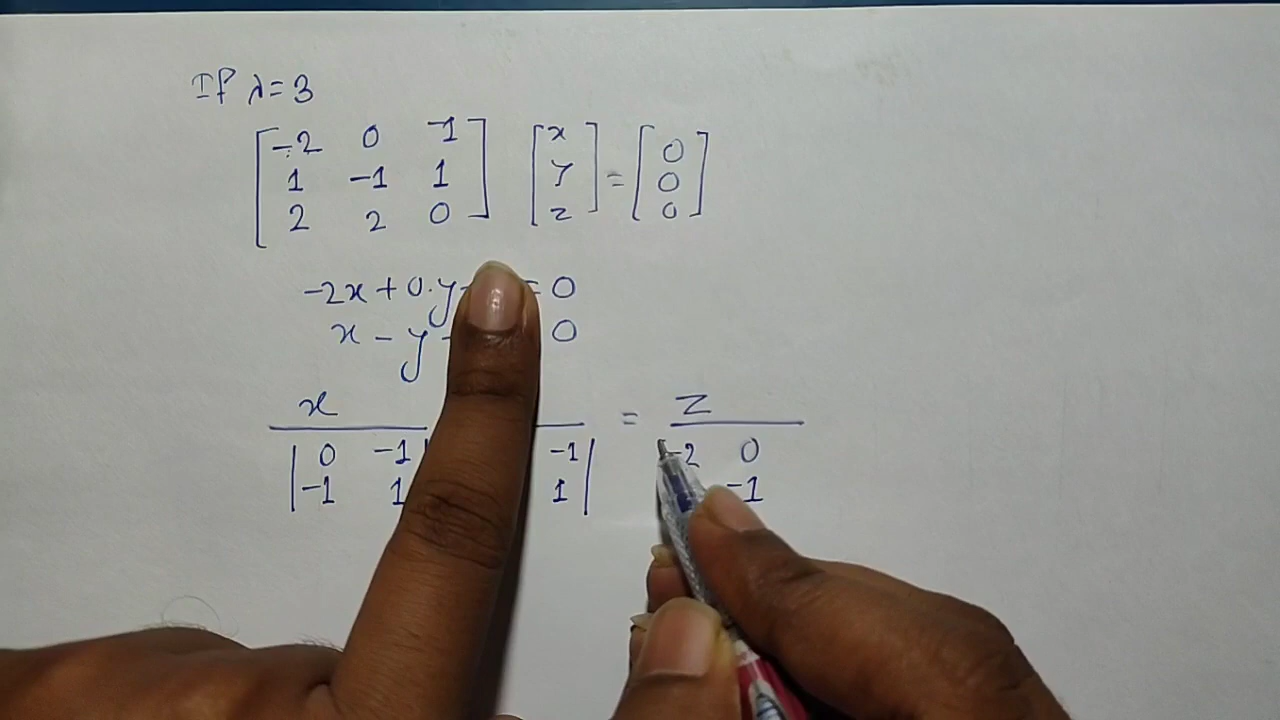 If λ=3
-2 0 -1 x 0
1 -1 1 y = 0
2 2 0 z 0
-2x+0.y = 0
x-y 0
x = z
0 -1 -1 -2 0
-1 1 1 -1